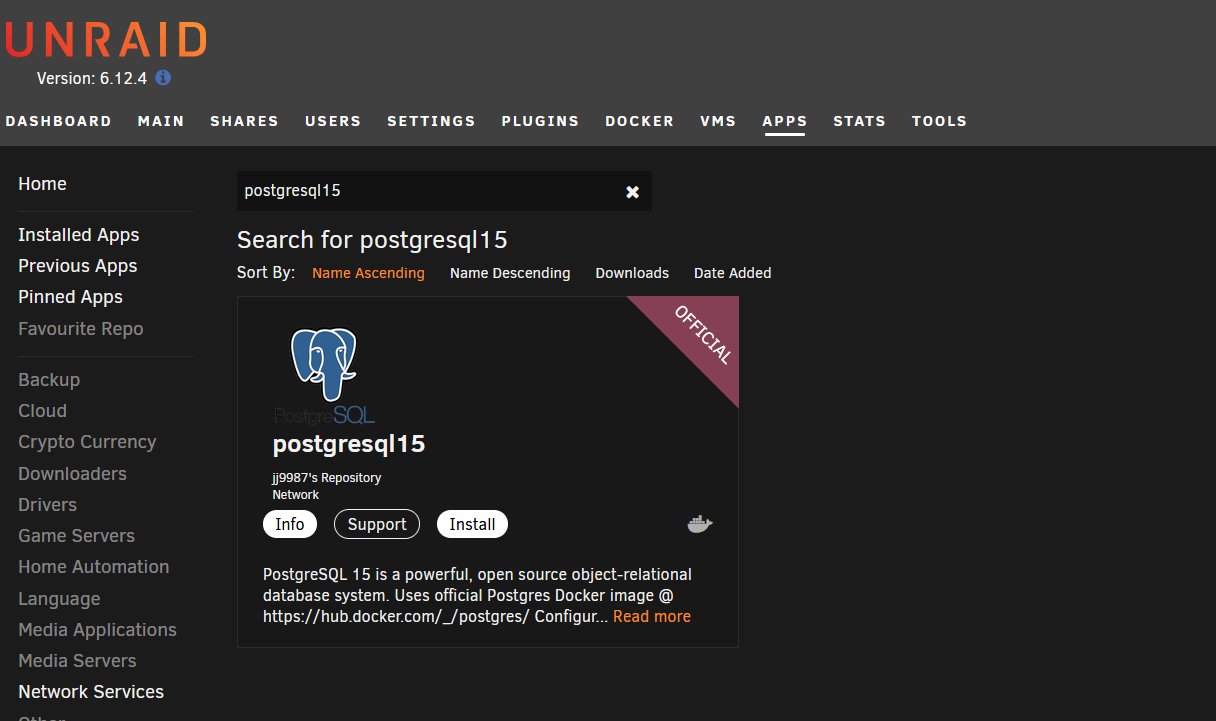 UNRAID
Version: 6.12.4
DASHBOARD MAIN SHARES USERS SETTINGS PLUGINS DOCKER VMS APPS STATS TOOLS
Home
Installed Apps
Previous Apps
Pinned Apps
Favourite Repo
Backup
Cloud
Crypto Currency
Downloaders
Drivers
Game Servers
Home Automation
Language
Media Applications
Media Servers
Network Services
Other
postgresql15
Search for postgresql15
Sort By: Name Ascending Name Descending Downloads Date Added
OFFICIAL
PostgreSQL
postgresql15
jj9987's Repository
Network
Info Support Install
PostgreSQL 15 is a powerful, open source object-relational
database system. Uses official Postgres Docker image @
https://hub.docker.com/_/postgres/ Configur... Read more